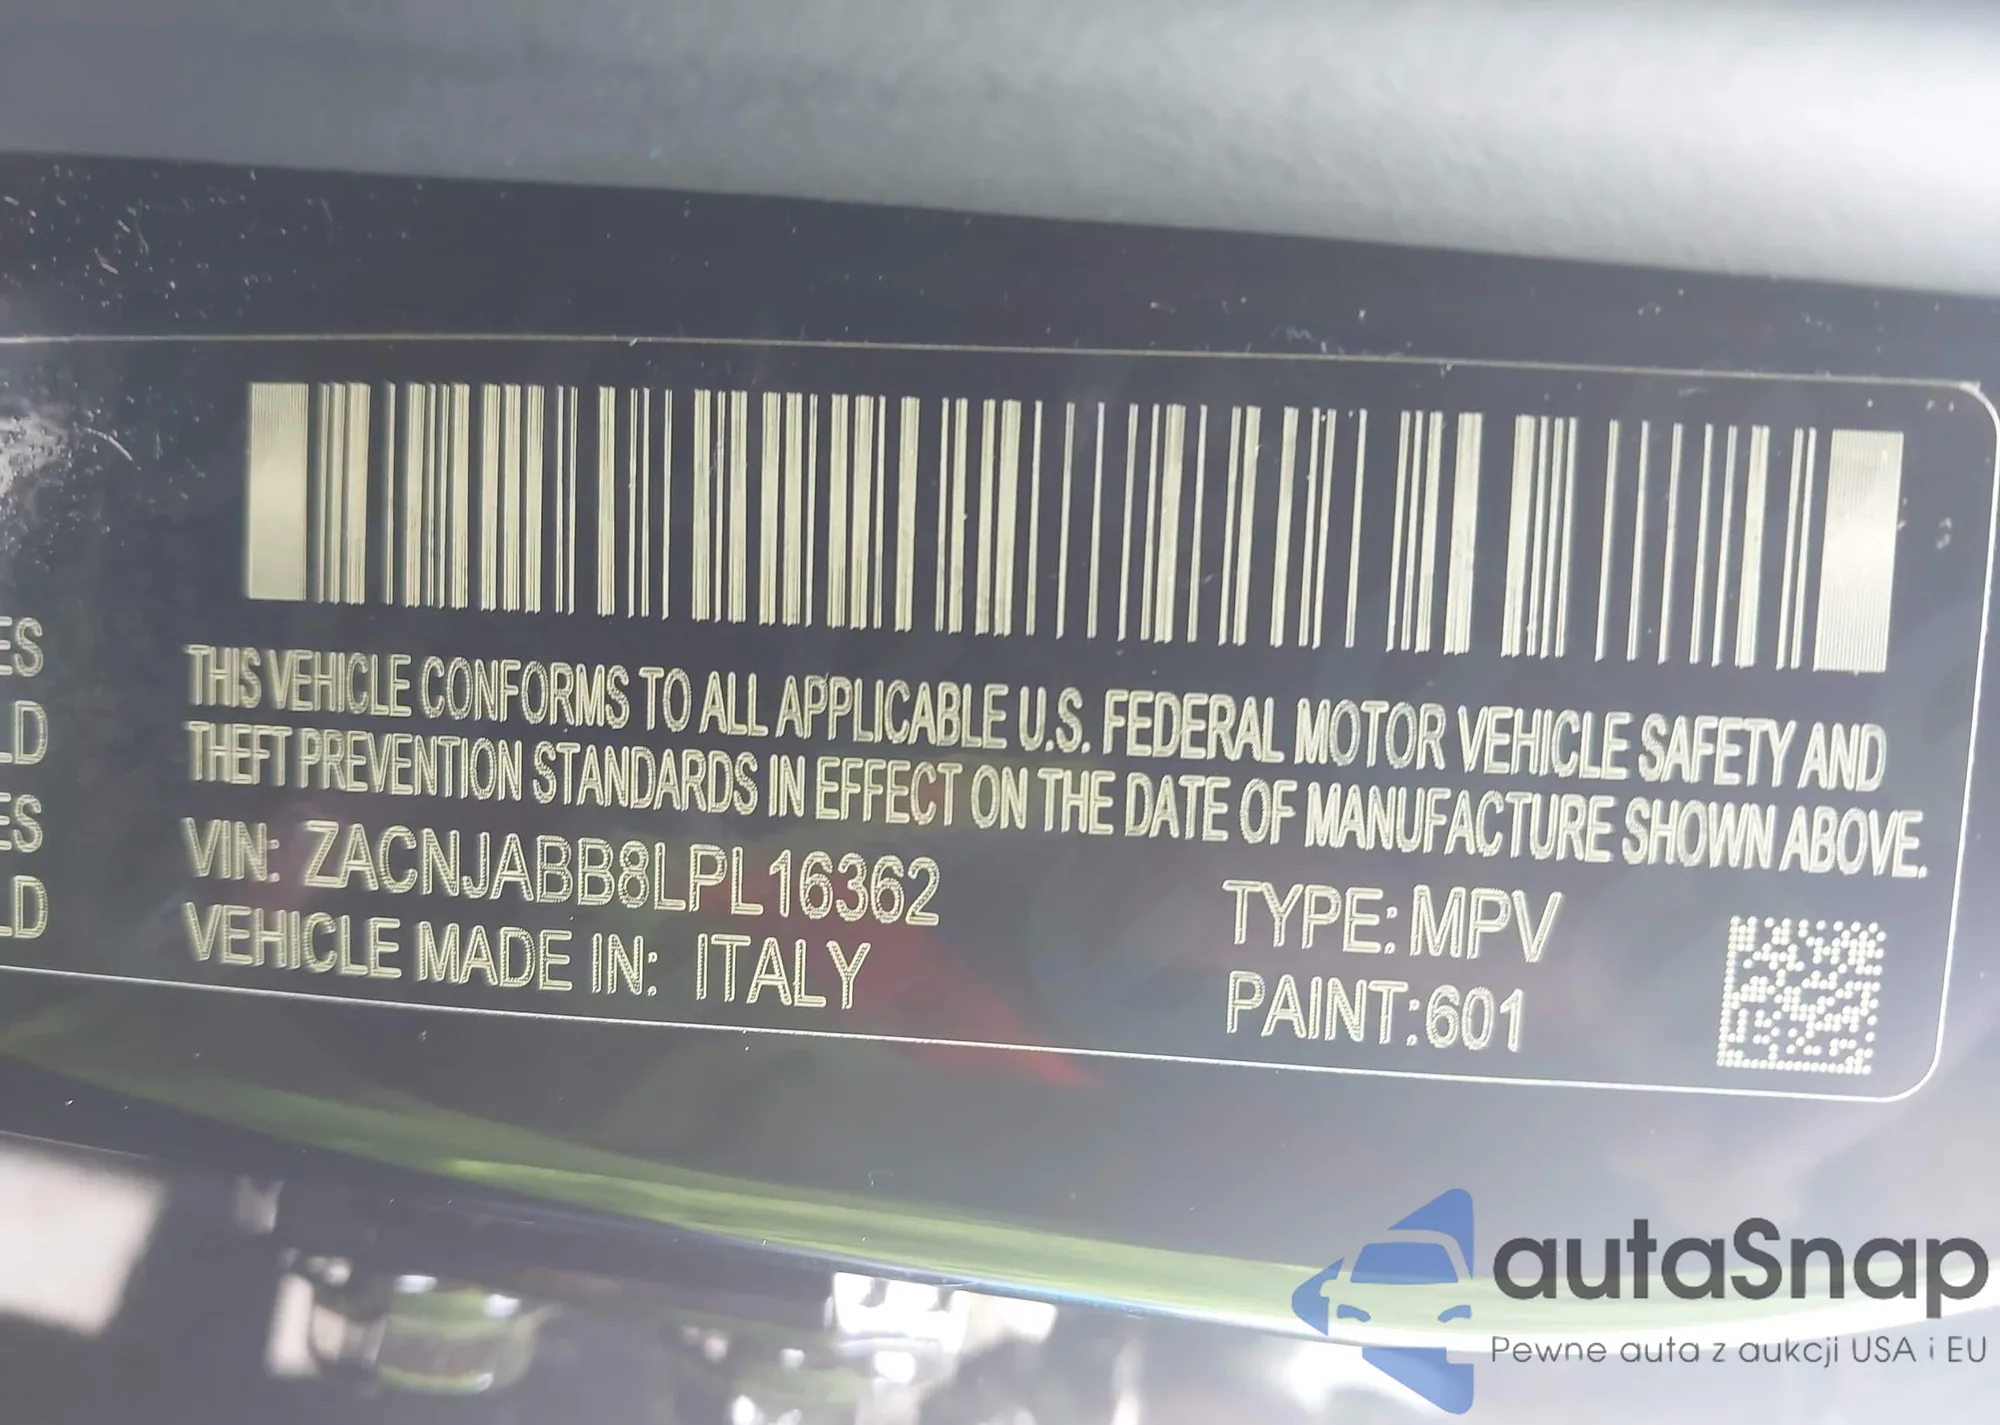 ES
LD
ES
LD
THIS VEHICLE CONFORMS TO ALL APPLICABLE U.S. FEDERAL MOTOR VEHICLE SAFETY AND
THEFT PREVENTION STANDARDS IN EFFECT ON THE DATE OF MANUFACTURE SHOWN ABOVE.
VIN: ZACNJABB8LPL16362
TYPE: MPV
VEHICLE MADE IN: ITALY
PAINT:601
autaSnap
Pewne auta z aukcji USA i EU